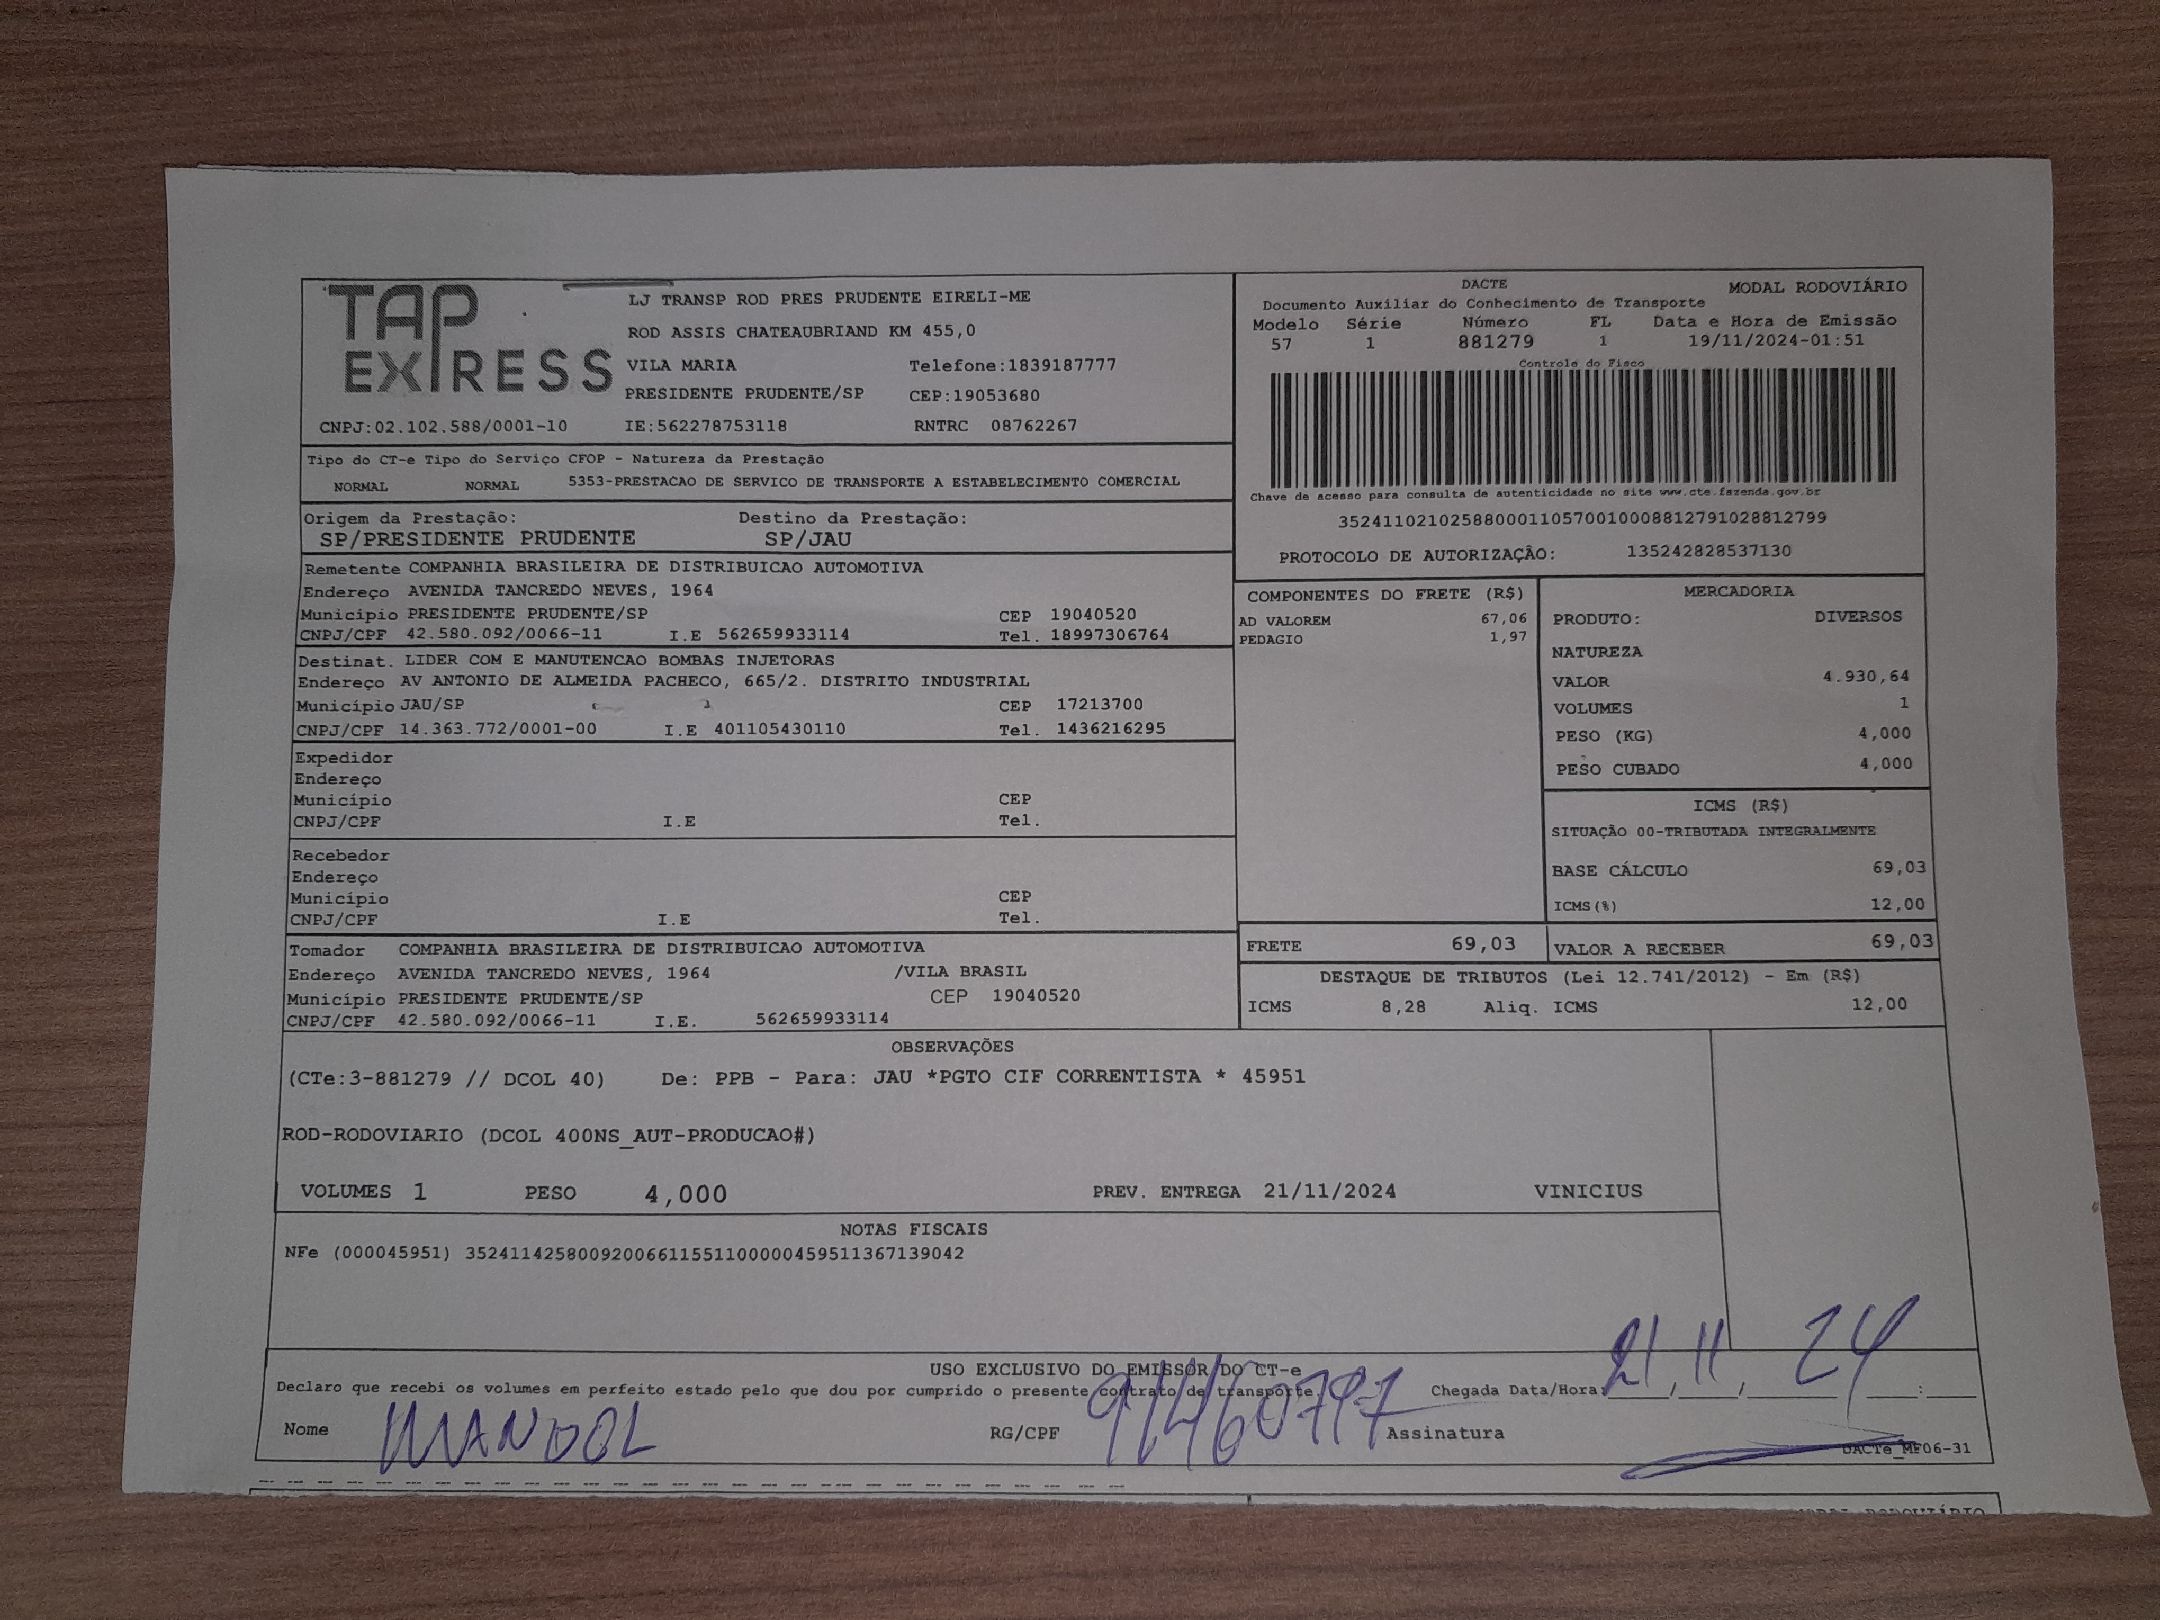 TAP
EXPRESS
LJ TRANSP ROD PRES PRUDENTE EIRELI-ME
ROD ASSIS CHATEAUBRIAND KM 455,0
VILA MARIA Telefone:1839187777
PRESIDENTE PRUDENTE/SP CEP:19053680
CNPJ:02.102.588/0001-10 IE:562278753118 RNTRC 08762267
DACTE MODAL RODOVIÁRIO
Documento Auxiliar do Conhecimento de Transporte
Modelo Série Número FL Data e Hora de Emissão
57 1 881279 1 19/11/2024-01:51
Controle do Fisco
Chave de acesso para consulta de autenticidade no site www.cte.fazenda.gov.br
35241102102588000110570010008812791028812799
PROTOCOLO DE AUTORIZAÇÃO: 135242828537130
Tipo do CT-e Tipo do Serviço CFOP - Natureza da Prestação
NORMAL NORMAL 5353-PRESTACAO DE SERVICO DE TRANSPORTE A ESTABELECIMENTO COMERCIAL
Origem da Prestação: Destino da Prestação:
SP/PRESIDENTE PRUDENTE SP/JAU
Remetente COMPANHIA BRASILEIRA DE DISTRIBUICAO AUTOMOTIVA
Endereço AVENIDA TANCREDO NEVES, 1964
Município PRESIDENTE PRUDENTE/SP CEP 19040520
CNPJ/CPF 42.580.092/0066-11 I.E 562659933114 Tel. 18997306764
Destinat. LIDER COM E MANUTENCAO BOMBAS INJETORAS
Endereço AV ANTONIO DE ALMEIDA PACHECO, 665/2. DISTRITO INDUSTRIAL
Município JAU/SP CEP 17213700
CNPJ/CPF 14.363.772/0001-00 I.E 401105430110 Tel. 1436216295
Expedidor
Endereço
Município CEP
CNPJ/CPF I.E Tel.
Recebedor
Endereço
Município CEP
CNPJ/CPF I.E Tel.
Tomador COMPANHIA BRASILEIRA DE DISTRIBUICAO AUTOMOTIVA
Endereço AVENIDA TANCREDO NEVES, 1964 /VILA BRASIL
Município PRESIDENTE PRUDENTE/SP CEP 19040520
CNPJ/CPF 42.580.092/0066-11 I.E. 562659933114
COMPONENTES DO FRETE (R$)
AD VALOREM 67,06
PEDAGIO 1,97
MERCADORIA
PRODUTO: DIVERSOS
NATUREZA
VALOR 4.930,64
VOLUMES 1
PESO (KG) 4,000
PESO CUBADO 4,000
ICMS (R$)
SITUAÇÃO 00-TRIBUTADA INTEGRALMENTE
BASE CÁLCULO 69,03
ICMS(%) 12,00
FRETE 69,03 VALOR A RECEBER 69,03
DESTAQUE DE TRIBUTOS (Lei 12.741/2012) - Em (R$)
ICMS 8,28 Aliq. ICMS 12,00
OBSERVAÇÕES
(CTe:3-881279 // DCOL 40) De: PPB - Para: JAU *PGTO CIF CORRENTISTA * 45951
ROD-RODOVIARIO (DCOL 400NS_AUT-PRODUCAO#)
VOLUMES 1 PESO 4,000 PREV. ENTREGA 21/11/2024 VINICIUS
NOTAS FISCAIS
NFe (000045951) 35241142580092006611551100000459511367139042
USO EXCLUSIVO DO EMISSOR DO CT-e
Declaro que recebi os volumes em perfeito estado pelo que dou por cumprido o presente contrato de transporte. Chegada Data/Hora: 21/11/24 :
Nome RG/CPF Assinatura
DACTe_MF06-31